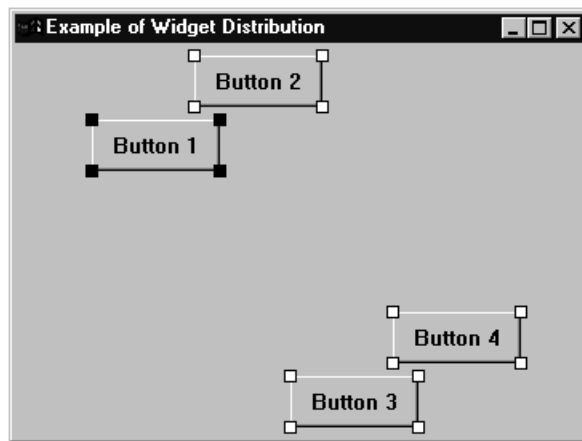 Example of Widget Distribution
Button 2
Button 1
Button 4
Button 3